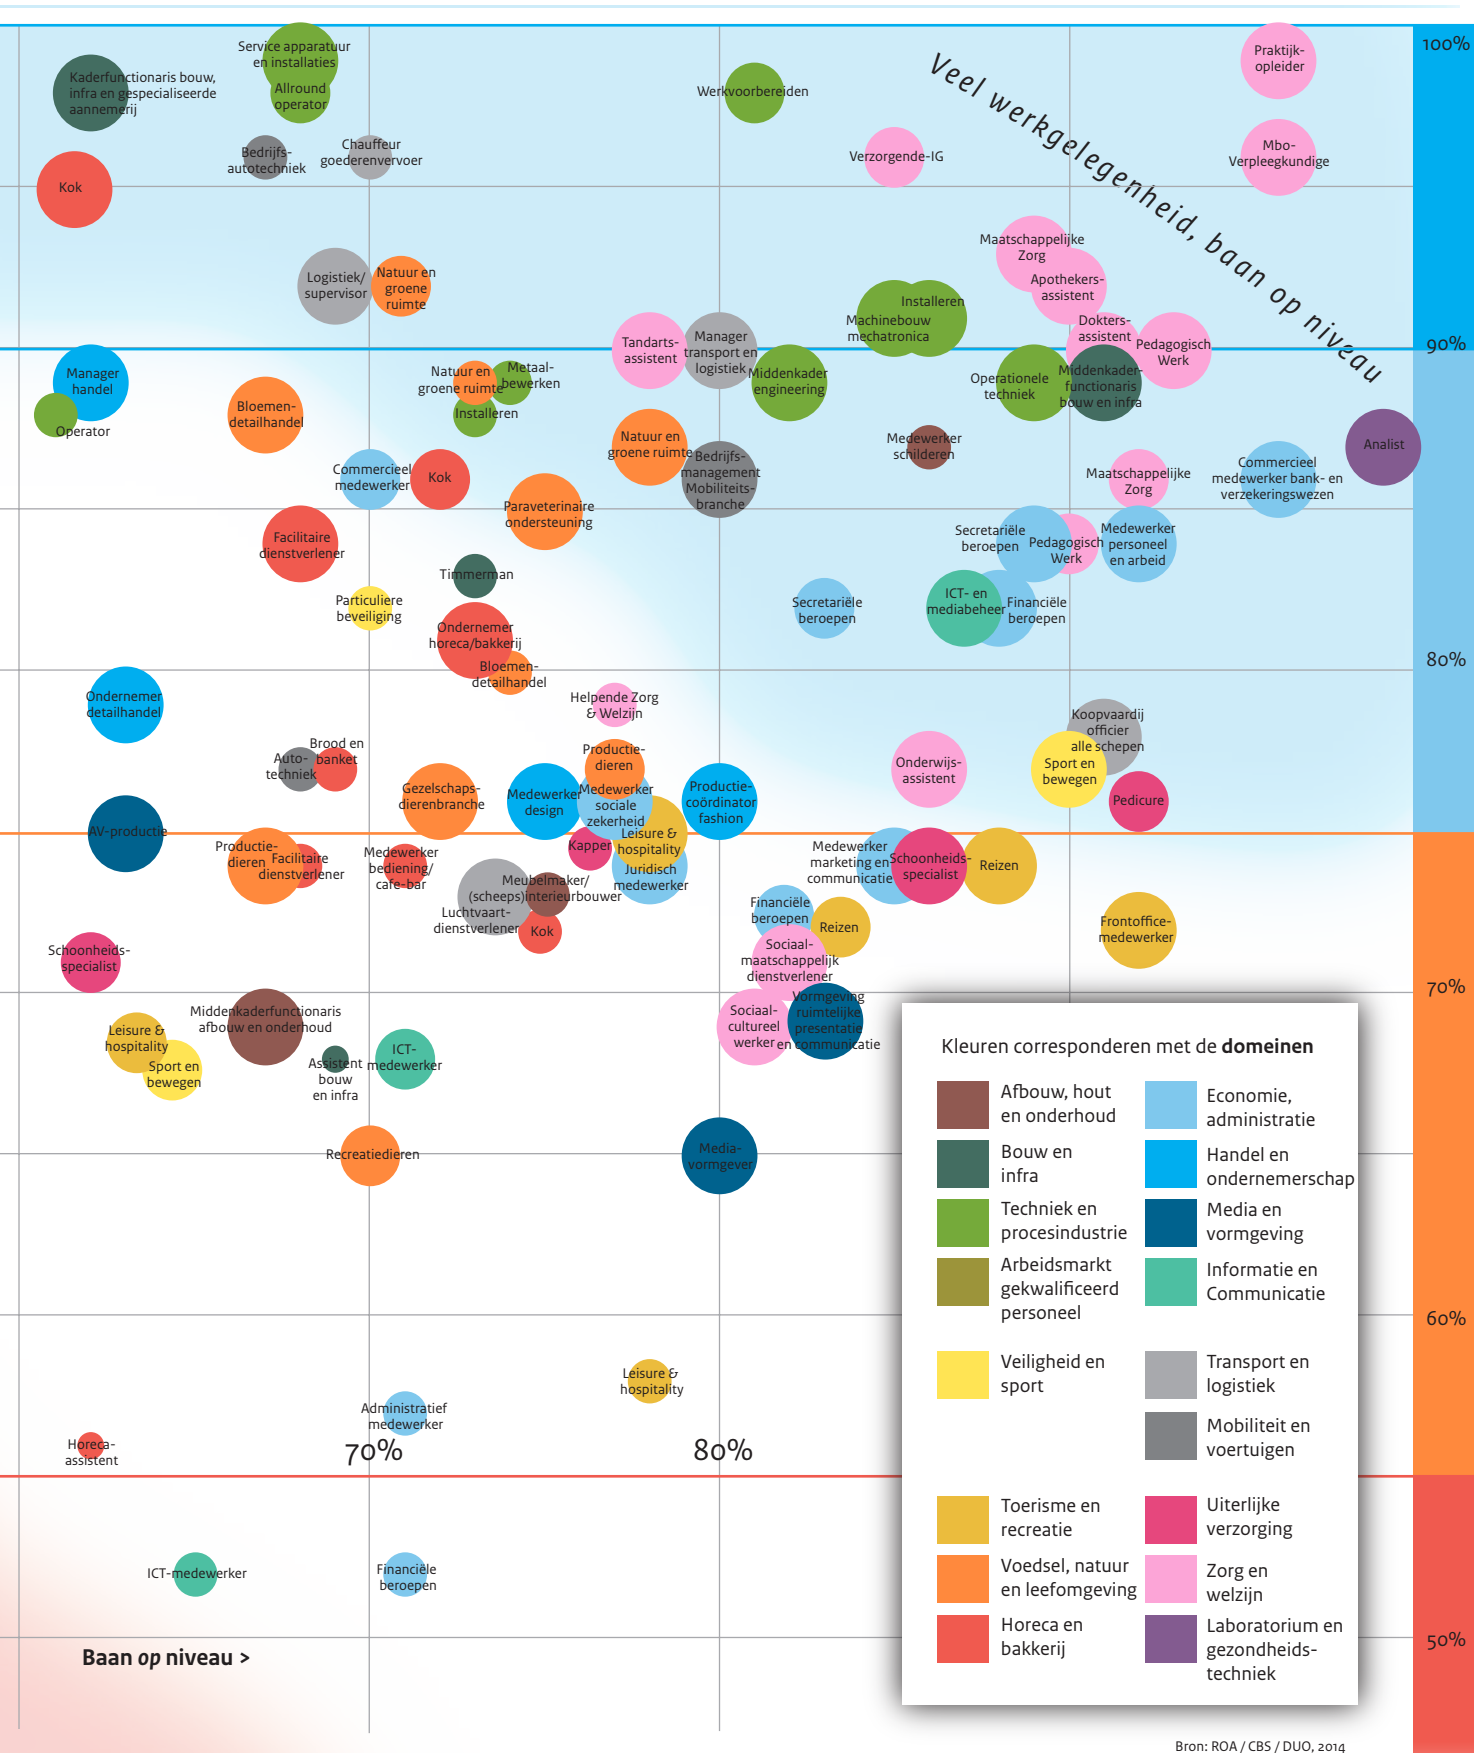 100%
Service apparatuur
en installaties
Praktijk-
opleider
Kaderfunctionaris bouw,
infra en gespecialiseerde
aannemerij
Allround
operator
Werkvoorbereiden
Veel werkgelegenheid, baan op niveau
Bedrijfs-
autotechniek
Chauffeur
goederenvervoer
Verzorgende-IG
Mbo-
Verpleegkundige
Kok
Maatschappelijke
Zorg
Logistiek/
supervisor
Natuur en
groene
ruimte
Apothekers-
assistent
Installeren
Machinebouw
mechatronica
Dokters-
assistent
90%
Tandarts-
assistent
Manager
transport en
logistiek
Pedagogisch
Werk
Manager
handel
Natuur en
groene ruimte
Metaal-
bewerken
Middenkader
engineering
Operationele
techniek
Middenkader-
functionaris
bouw en infra
Operator
Bloemen-
detailhandel
Installeren
Natuur en
groene ruimte
Medewerker
schilderen
Analist
Commercieel
medewerker
Kok
Bedrijfs-
management
Mobiliteits-
branche
Maatschappelijke
Zorg
Commercieel
medewerker bank- en
verzekeringswezen
Paraveterinaire
ondersteuning
Facilitaire
dienstverlener
Secretariële
beroepen
Pedagogisch
Werk
Medewerker
personeel
en arbeid
Timmerman
Particuliere
beveiliging
Secretariële
beroepen
ICT- en
mediabeheer
Financiële
beroepen
Ondernemer
horeca/bakkerij
80%
Bloemen-
detailhandel
Ondernemer
detailhandel
Helpende Zorg
& Welzijn
Koopvaardij
officier
alle schepen
Auto-
techniek
Brood en
banket
Productie-
dieren
Onderwijs-
assistent
Sport en
bewegen
Gezelschaps-
dierenbranche
Medewerker
design
Medewerker
sociale
zekerheid
Productie-
coördinator
fashion
Pedicure
AV-productie
Leisure &
hospitality
Kapper
Productie-
dieren
Facilitaire
dienstverlener
Medewerker
bediening/
cafe-bar
Juridisch
medewerker
Medewerker
marketing en
communicatie
Schoonheids-
specialist
Reizen
Meubelmaker/
(scheeps)interieurbouwer
Luchtvaart-
dienstverlener
Kok
Financiële
beroepen
Reizen
Frontoffice-
medewerker
Schoonheids-
specialist
Sociaal-
maatschappelijk
dienstverlener
70%
Middenkaderfunctionaris
afbouw en onderhoud
Vormgeving
ruimtelijke
presentatie
en communicatie
Sociaal-
cultureel
werker
Leisure &
hospitality
Sport en
bewegen
Assistent
bouw
en infra
ICT-
medewerker
Recreatiedieren
Media-
vormgever
60%
Leisure &
hospitality
Administratief
medewerker
Horeca-
assistent
70%
80%
ICT-medewerker
Financiële
beroepen
50%
Baan op niveau >
Kleuren corresponderen met de domeinen
Afbouw, hout
en onderhoud
Bouw en
infra
Techniek en
procesindustrie
Arbeidsmarkt
gekwalificeerd
personeel
Veiligheid en
sport
Toerisme en
recreatie
Voedsel, natuur
en leefomgeving
Horeca en
bakkerij
Economie,
administratie
Handel en
ondernemerschap
Media en
vormgeving
Informatie en
Communicatie
Transport en
logistiek
Mobiliteit en
voertuigen
Uiterlijke
verzorging
Zorg en
welzijn
Laboratorium en
gezondheids-
techniek
Bron: ROA / CBS / DUO, 2014